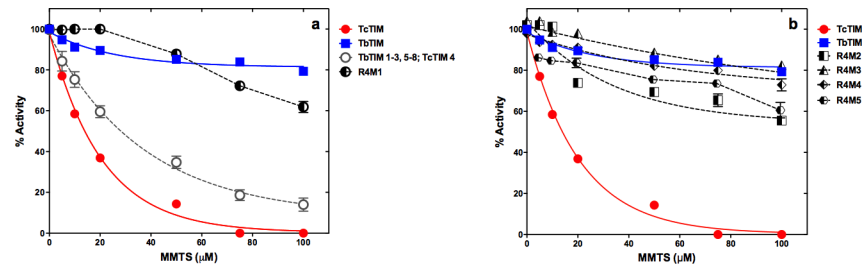 a
% Activity
100
80
60
40
20
0
0
20
40
60
80
100
MMTS (μM)
TcTIM
TbTIM
TbTIM 1-3, 5-8; TcTIM 4
R4M1
b
% Activity
100
80
60
40
20
0
0
20
40
60
80
100
MMTS (μM)
TcTIM
TbTIM
R4M2
R4M3
R4M4
R4M5